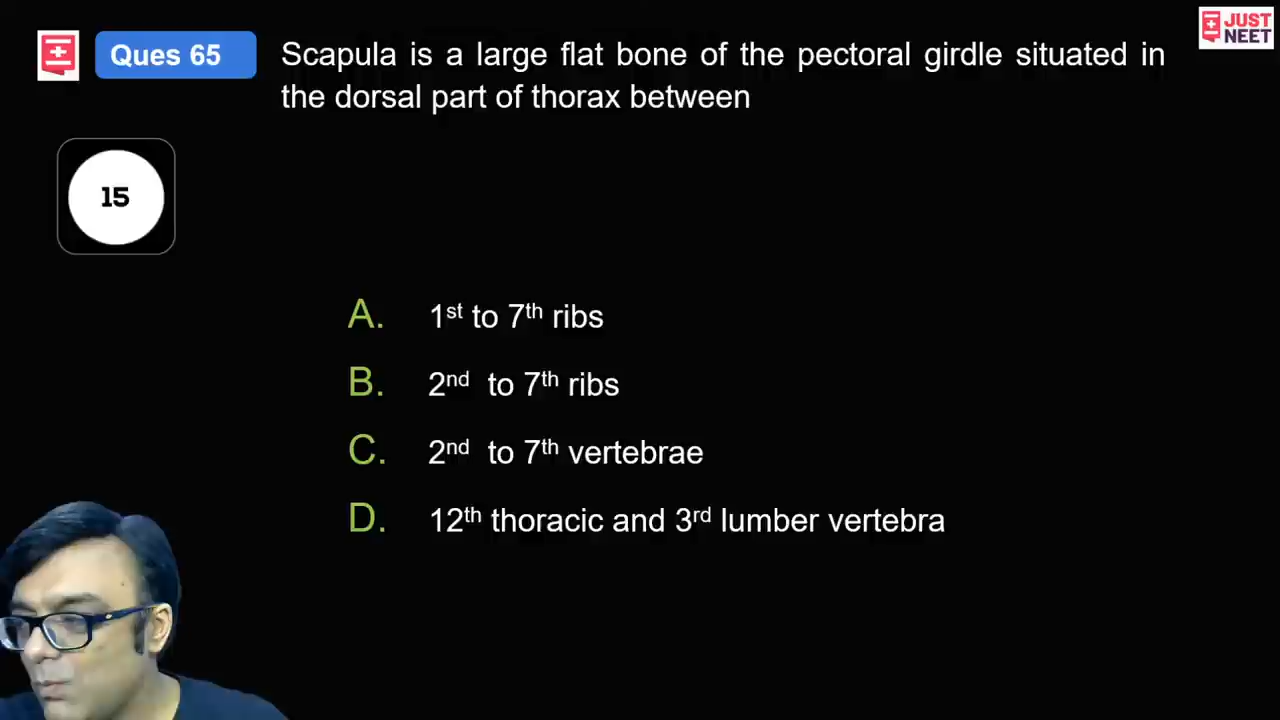 JUST
NEET
Ques 65
Scapula is a large flat bone of the pectoral girdle situated in
the dorsal part of thorax between
15
A. 1st to 7th ribs
B. 2nd to 7th ribs
C. 2nd to 7th vertebrae
D. 12th thoracic and 3rd lumber vertebra